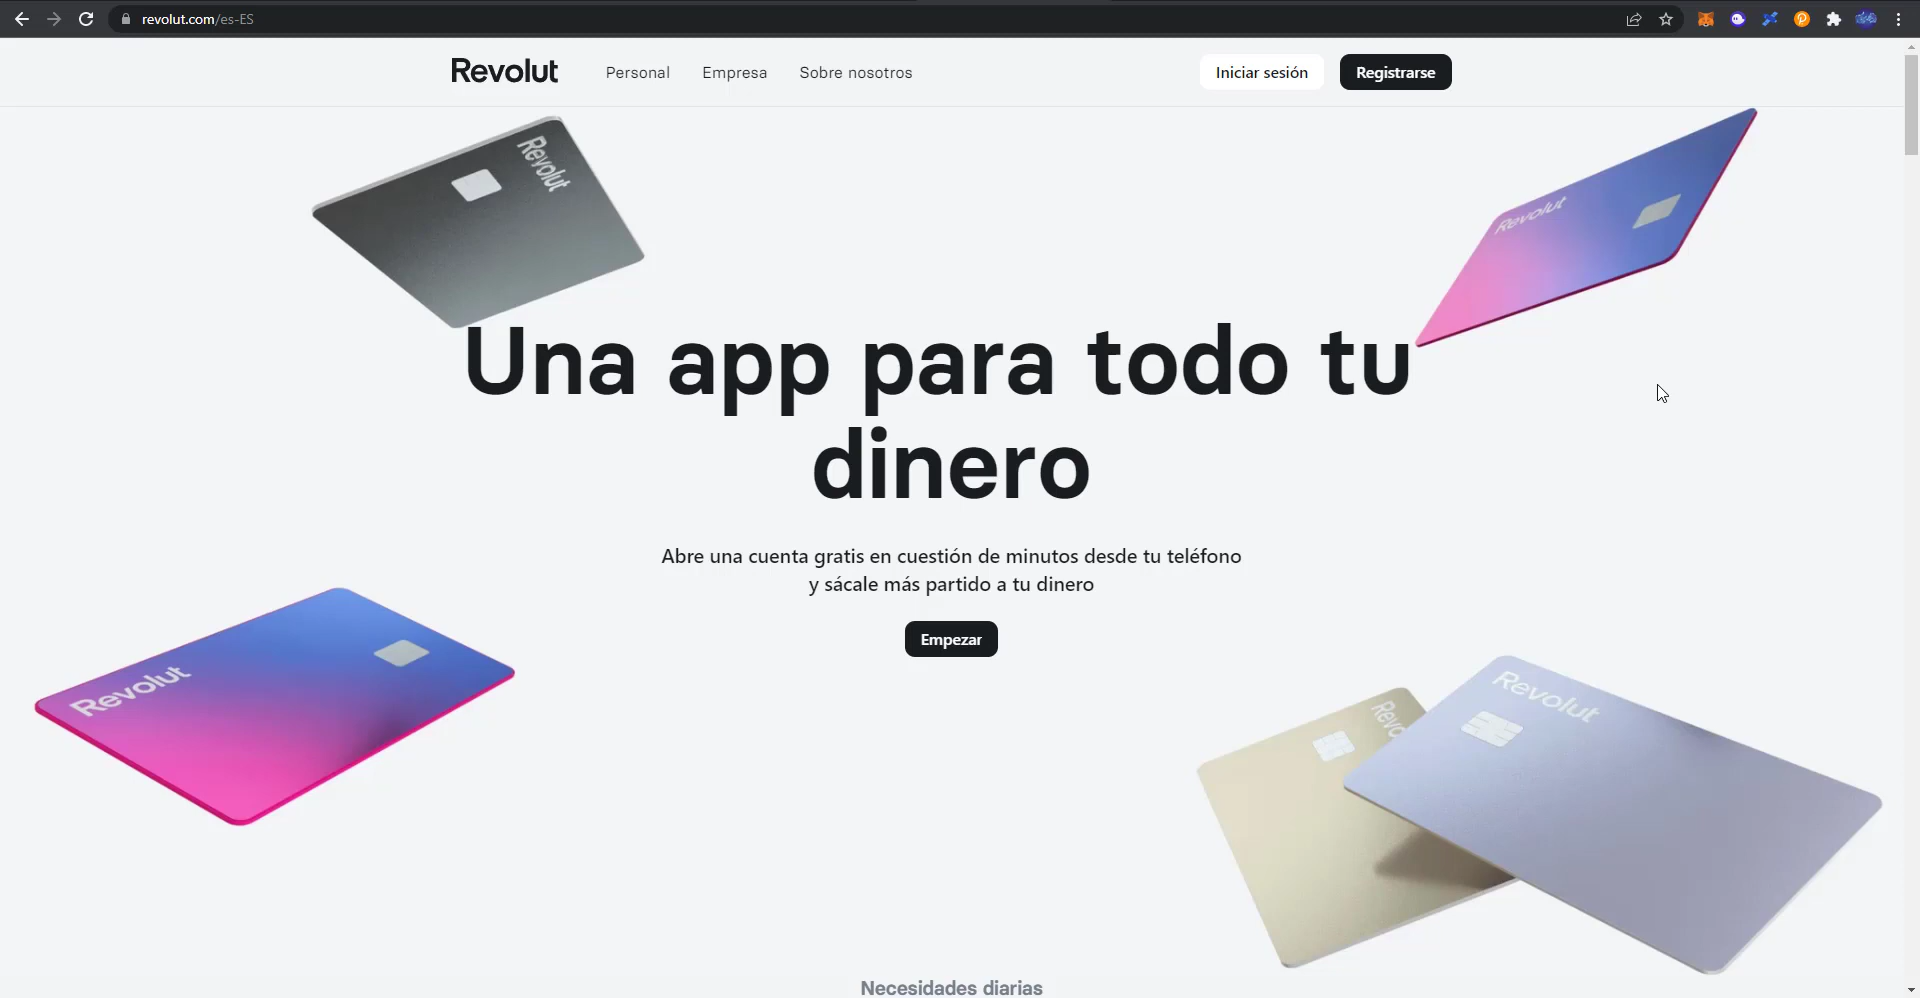 revolut.com/es-ES
Revolut
Personal
Empresa
Sobre nosotros
Iniciar sesión
Registrarse
Revolut
Revolut
Una app para todo tu
dinero
Abre una cuenta gratis en cuestión de minutos desde tu teléfono
y sácale más partido a tu dinero
Empezar
Revolut
Revo
Revolut
Necesidades diarias